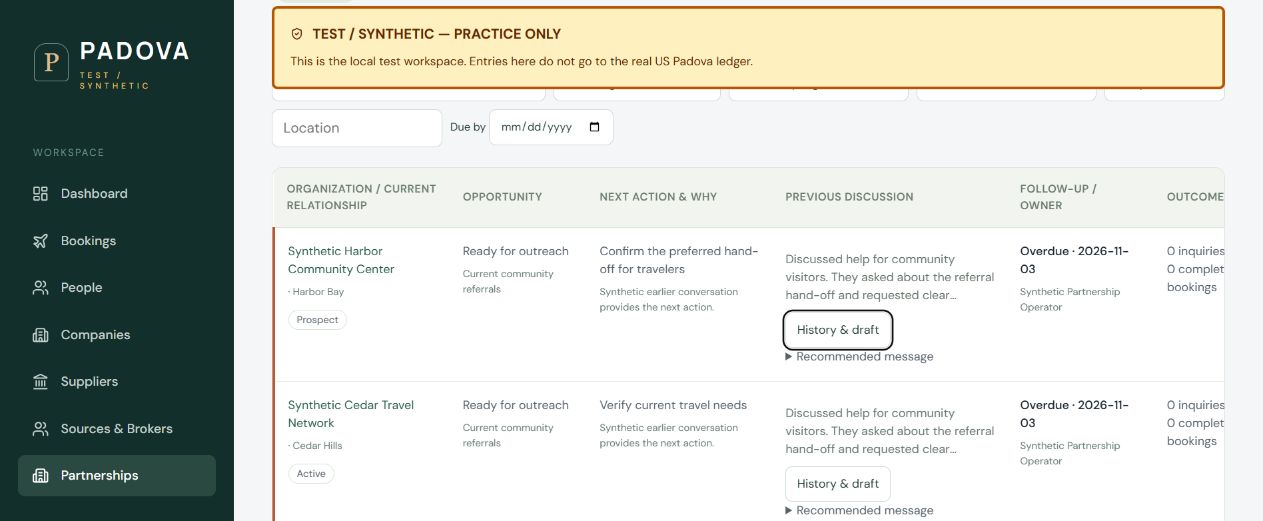 P
PADOVA
TEST /
SYNTHETIC
WORKSPACE
Dashboard
Bookings
People
Companies
Suppliers
Sources & Brokers
Partnerships
TEST / SYNTHETIC — PRACTICE ONLY
This is the local test workspace. Entries here do not go to the real US Padova ledger.
Location
Due by
mm/dd/yyyy
ORGANIZATION / CURRENT
RELATIONSHIP
OPPORTUNITY
NEXT ACTION & WHY
PREVIOUS DISCUSSION
FOLLOW-UP /
OWNER
OUTCOME
Synthetic Harbor
Community Center
· Harbor Bay
Prospect
Ready for outreach
Current community
referrals
Confirm the preferred hand-
off for travelers
Synthetic earlier conversation
provides the next action.
Discussed help for community
visitors. They asked about the referral
hand-off and requested clear…
History & draft
Recommended message
Overdue · 2026-11-
03
Synthetic Partnership
Operator
0 inquiries
0 complet
bookings
Synthetic Cedar Travel
Network
· Cedar Hills
Active
Ready for outreach
Current community
referrals
Verify current travel needs
Synthetic earlier conversation
provides the next action.
Discussed help for community
visitors. They asked about the referral
hand-off and requested clear…
History & draft
Recommended message
Overdue · 2026-11-
03
Synthetic Partnership
Operator
0 inquiries
0 complet
bookings